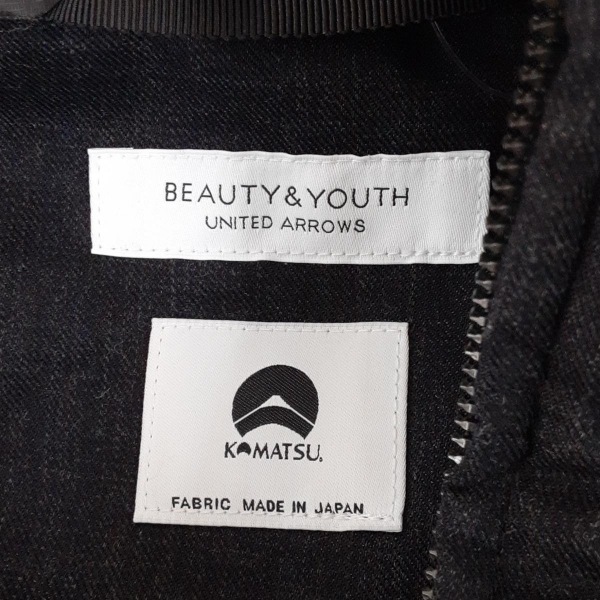 BEAUTY&YOUTH
UNITED ARROWS
KOMATSU.
FABRIC MADE IN JAPAN